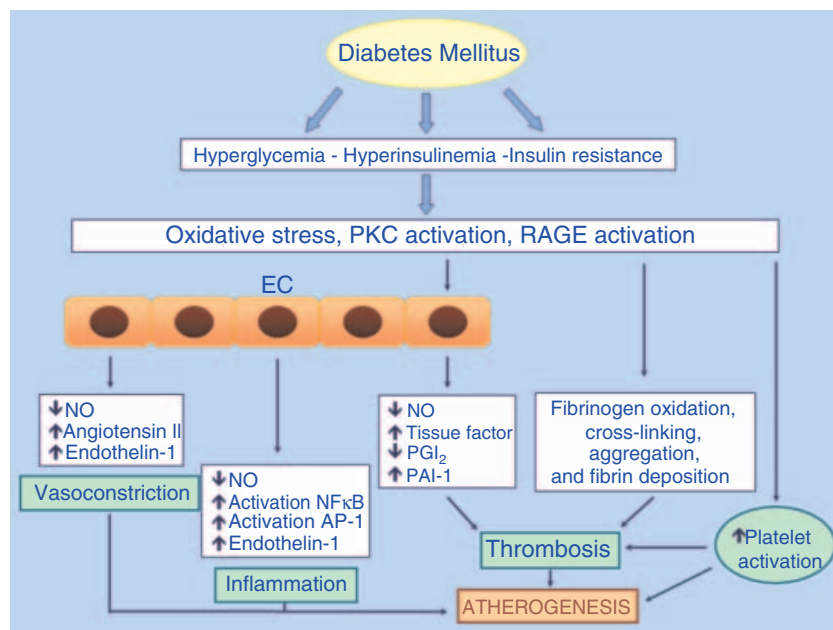 Diabetes Mellitus
Hyperglycemia - Hyperinsulinemia -Insulin resistance
Oxidative stress, PKC activation, RAGE activation
EC
↓NO
↑Angiotensin II
↑Endothelin-1
Vasoconstriction
↓NO
↑Activation NFκB
↑Activation AP-1
↑Endothelin-1
Inflammation
↓NO
↑Tissue factor
↓PGI₂
↑PAI-1
Fibrinogen oxidation,
cross-linking,
aggregation,
and fibrin deposition
Thrombosis
↑Platelet
activation
ATHEROGENESIS